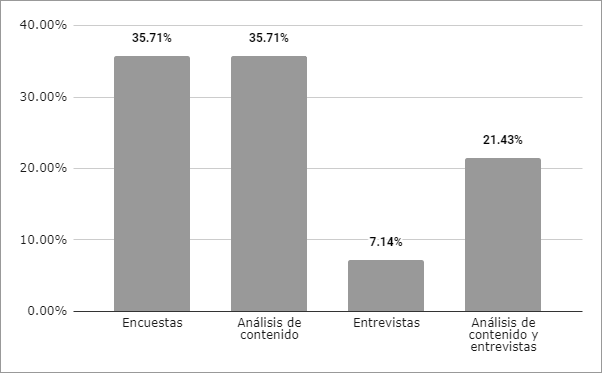 40.00%
35.71%
35.71%
30.00%
21.43%
20.00%
10.00%
7.14%
0.00%
Encuestas
Análisis de
contenido
Entrevistas
Análisis de
contenido y
entrevistas